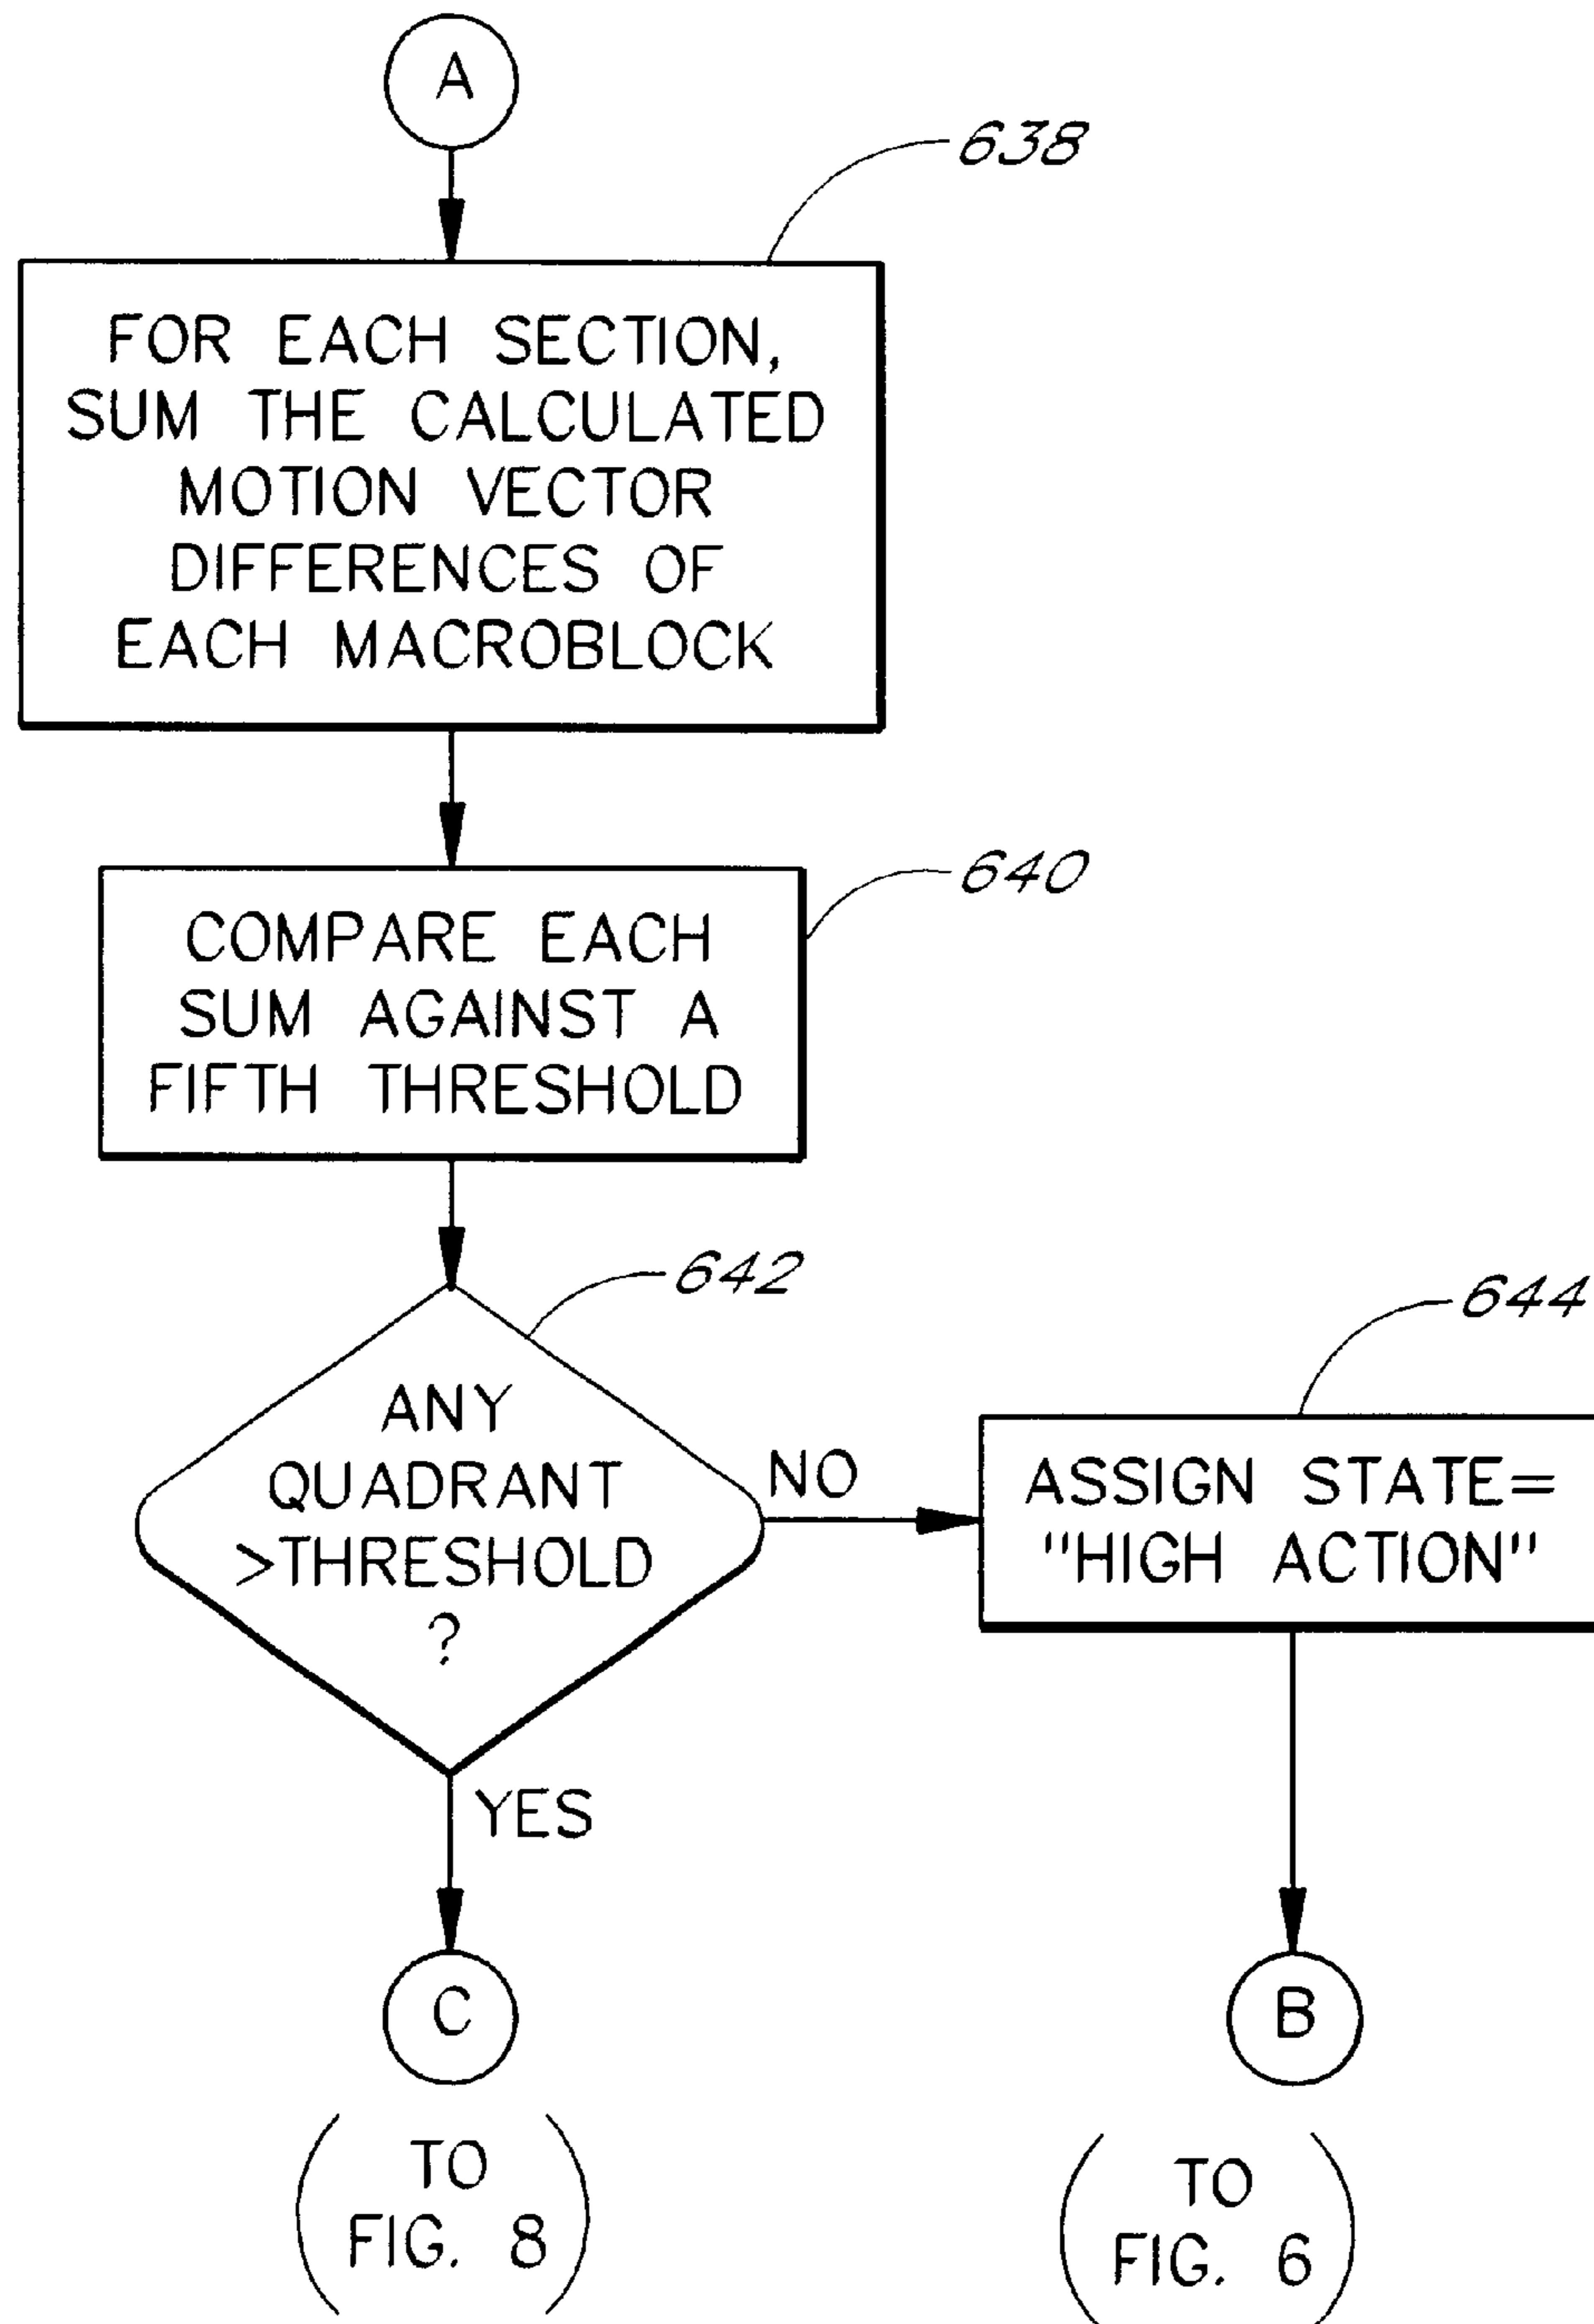 A
638
FOR EACH SECTION,
SUM THE CALCULATED
MOTION VECTOR
DIFFERENCES OF
EACH MACROBLOCK
640
COMPARE EACH
SUM AGAINST A
FIFTH THRESHOLD
642
ANY
QUADRANT
>THRESHOLD
?
NO
644
ASSIGN STATE=
"HIGH ACTION"
YES
C
B
TO
FIG. 8
TO
FIG. 6